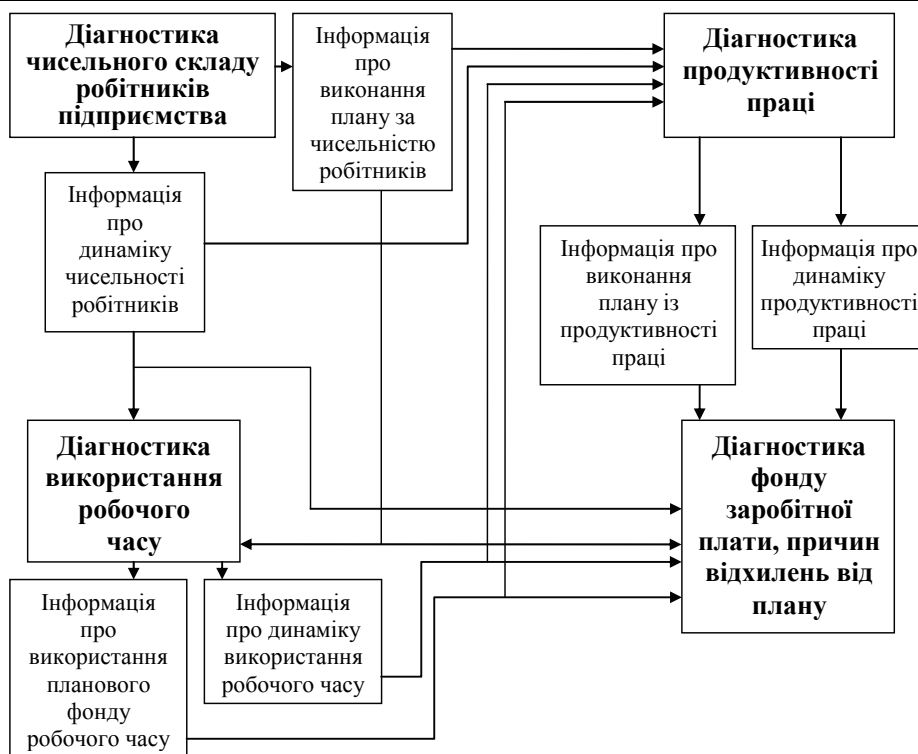 Діагностика
чисельного складу
робітників
підприємства
Інформація
про
виконання
плану за
чисельністю
робітників
Діагностика
продуктивності
праці
Інформація
про
динаміку
чисельності
робітників
Інформація про
виконання
плану із
продуктивності
праці
Інформація про
динаміку
продуктивності
праці
Діагностика
використання
робочого
часу
Діагностика
фонду
заробітної
плати, причин
відхилень від
плану
Інформація
про
використання
планового
фонду
робочого часу
Інформація
про динаміку
використання
робочого часу